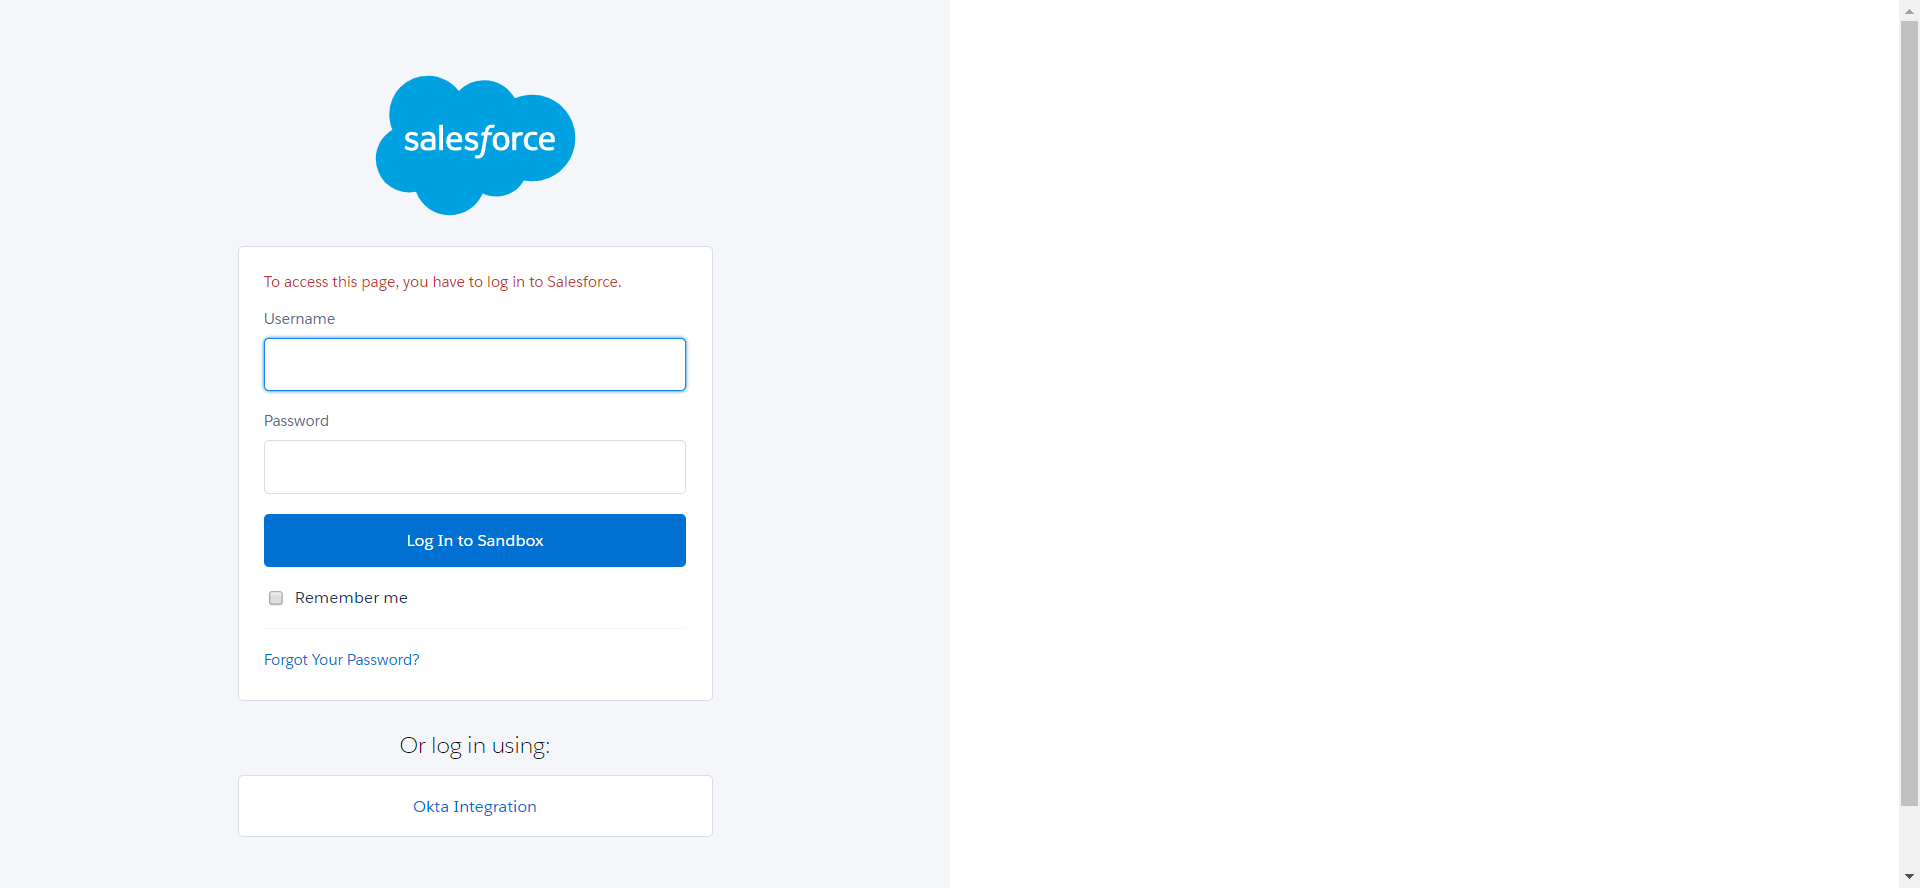 salesforce
To access this page, you have to log in to Salesforce.
Username
Password
Log In to Sandbox
Remember me
Forgot Your Password?
Or log in using:
Okta Integration